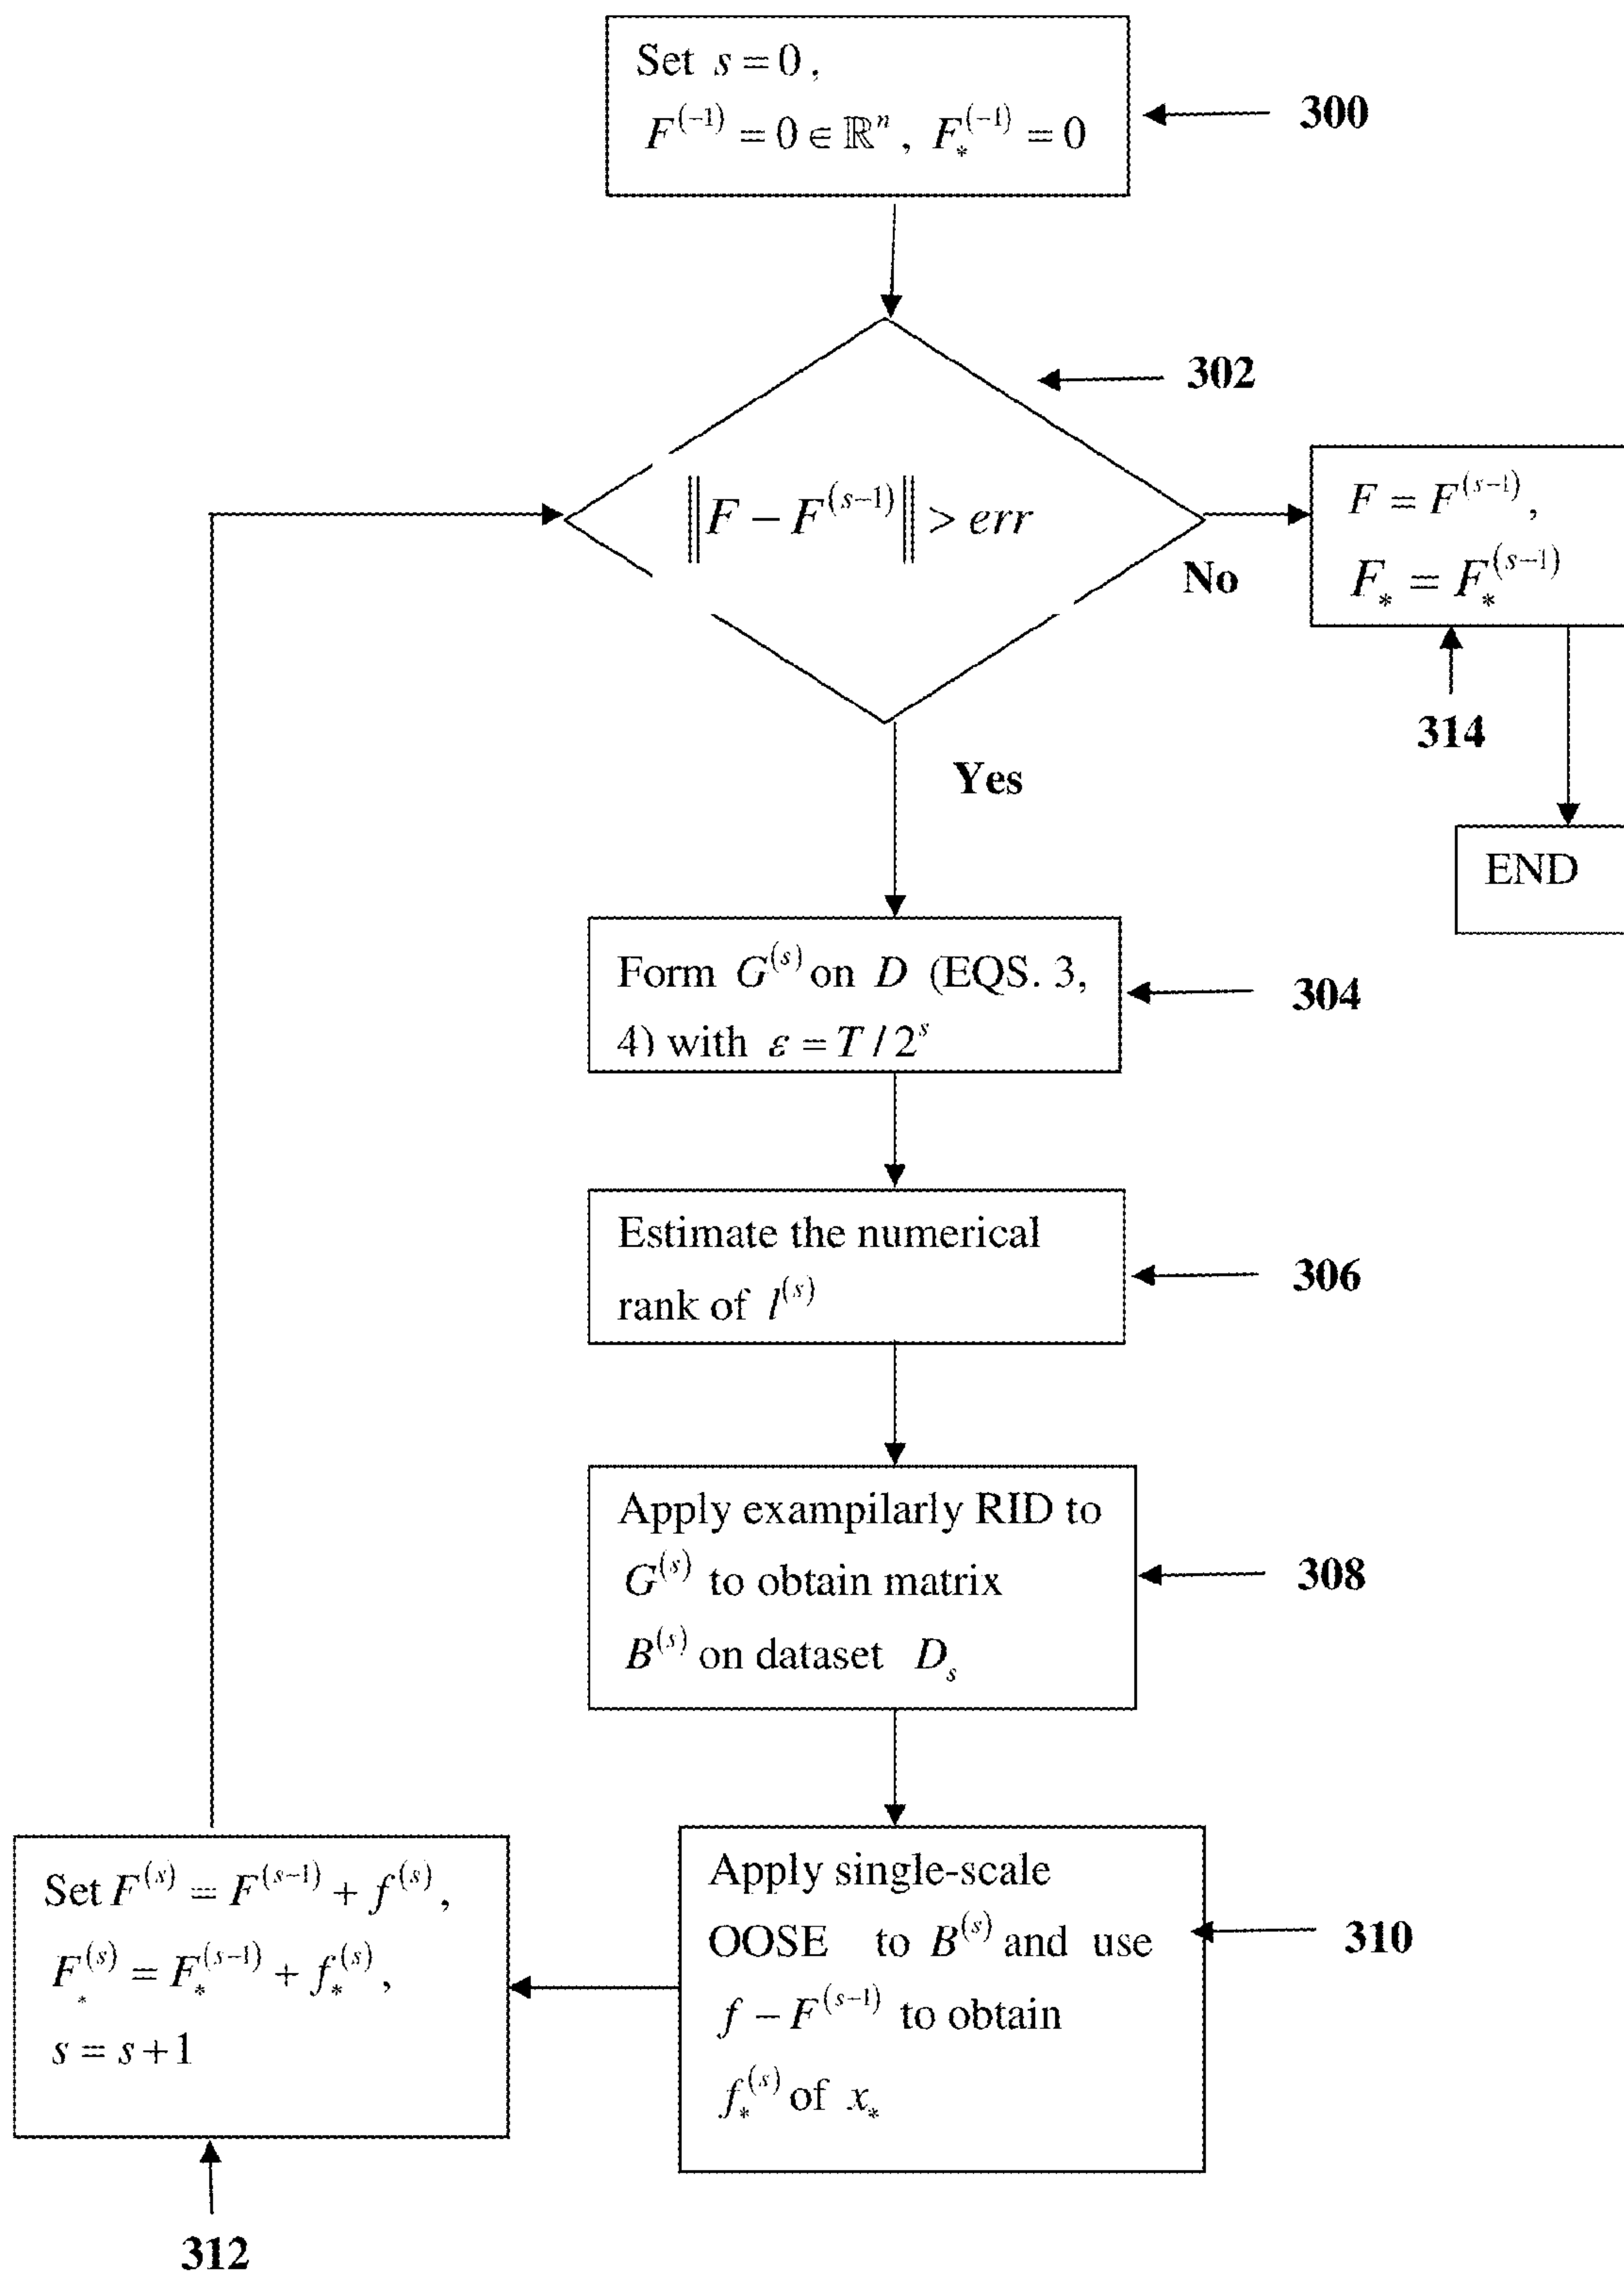 Set s = 0,
F^(-1) = 0 ∈ ℝ^n, F_*^(-1) = 0
300
302
‖F − F^(s−1)‖ > err
No
F = F^(s−1),
F_* = F_*^(s−1)
314
Yes
END
Form G^(s) on D (EQS. 3,
4) with ε = T / 2^s
304
Estimate the numerical
rank of l^(s)
306
Apply exampilarly RID to
G^(s) to obtain matrix
B^(s) on dataset D_s
308
Apply single-scale
OOSE to B^(s) and use
f − F^(s−1) to obtain
f_*^(s) of x_*
310
Set F^(s) = F^(s−1) + f^(s),
F_*^(s) = F_*^(s−1) + f_*^(s),
s = s + 1
312